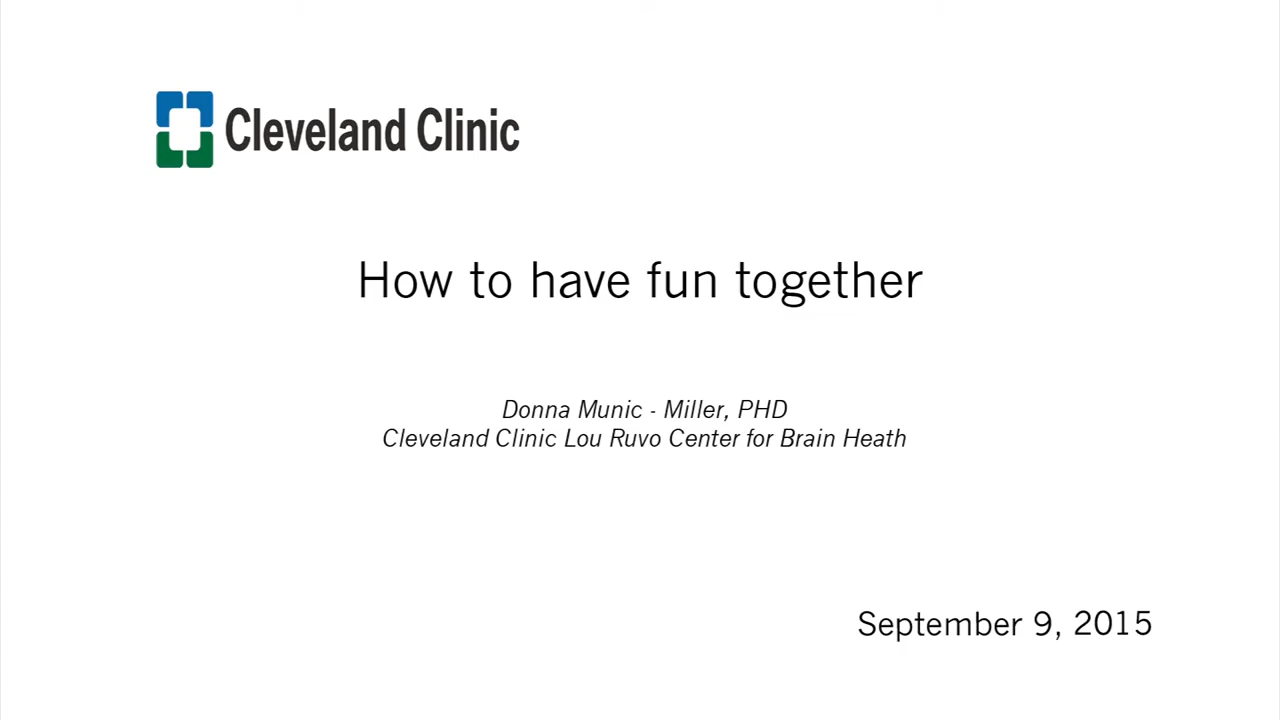 Cleveland Clinic
How to have fun together
Donna Munic - Miller, PHD
Cleveland Clinic Lou Ruvo Center for Brain Heath
September 9, 2015